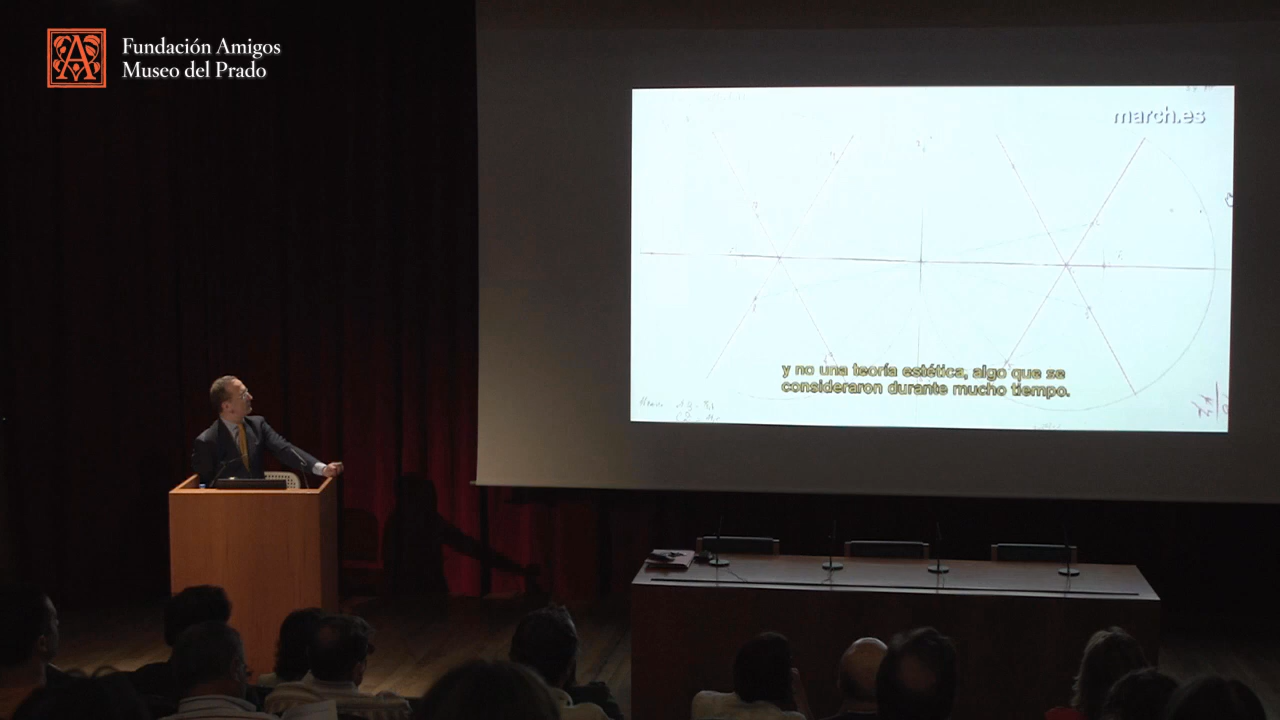 Fundación Amigos
Museo del Prado
march.es
y no una teoría estética, algo que se
consideraron durante mucho tiempo.